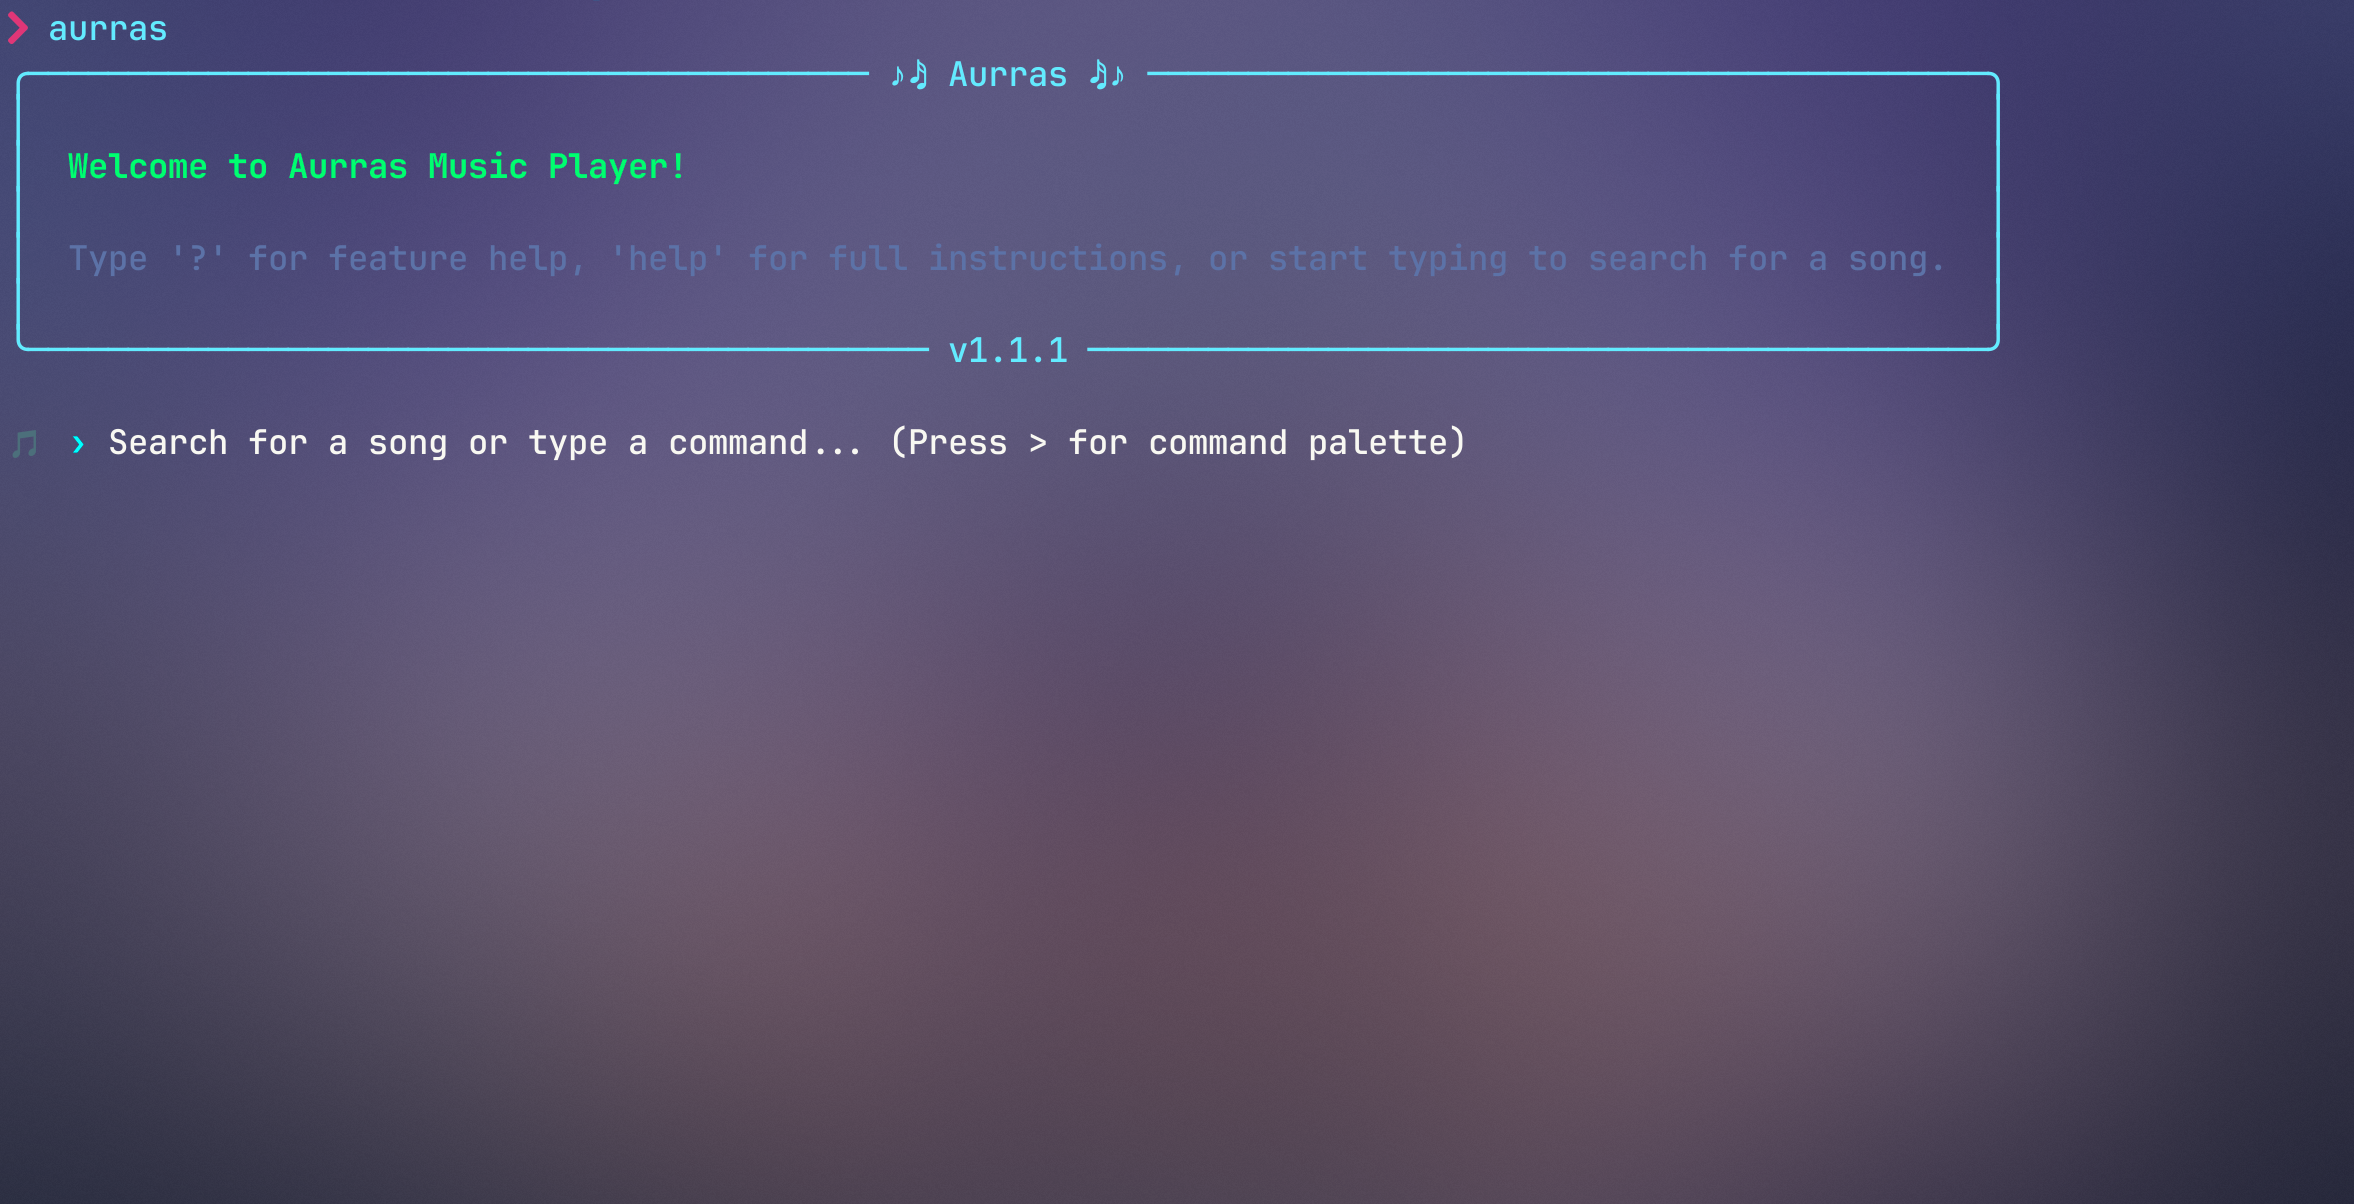 ❯ aurras
♪♬ Aurras ♬♪
Welcome to Aurras Music Player!
Type '?' for feature help, 'help' for full instructions, or start typing to search for a song.
v1.1.1
🎵 › Search for a song or type a command... (Press > for command palette)